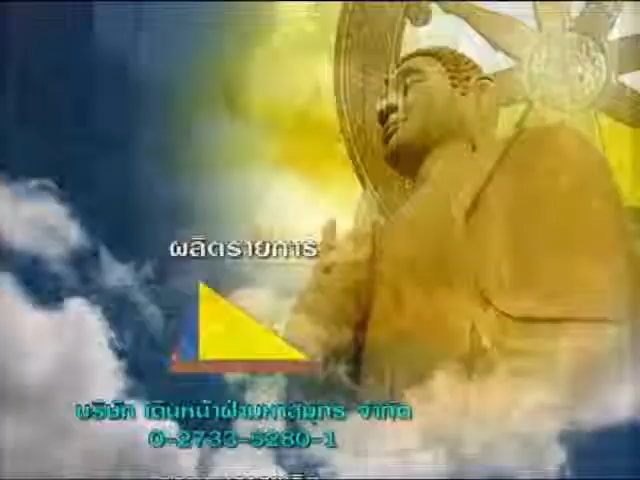 ผลิตรายการ
บริษัท เดินหน้าฝ่ามหาสมุทร จำกัด
0-2733-5280-1